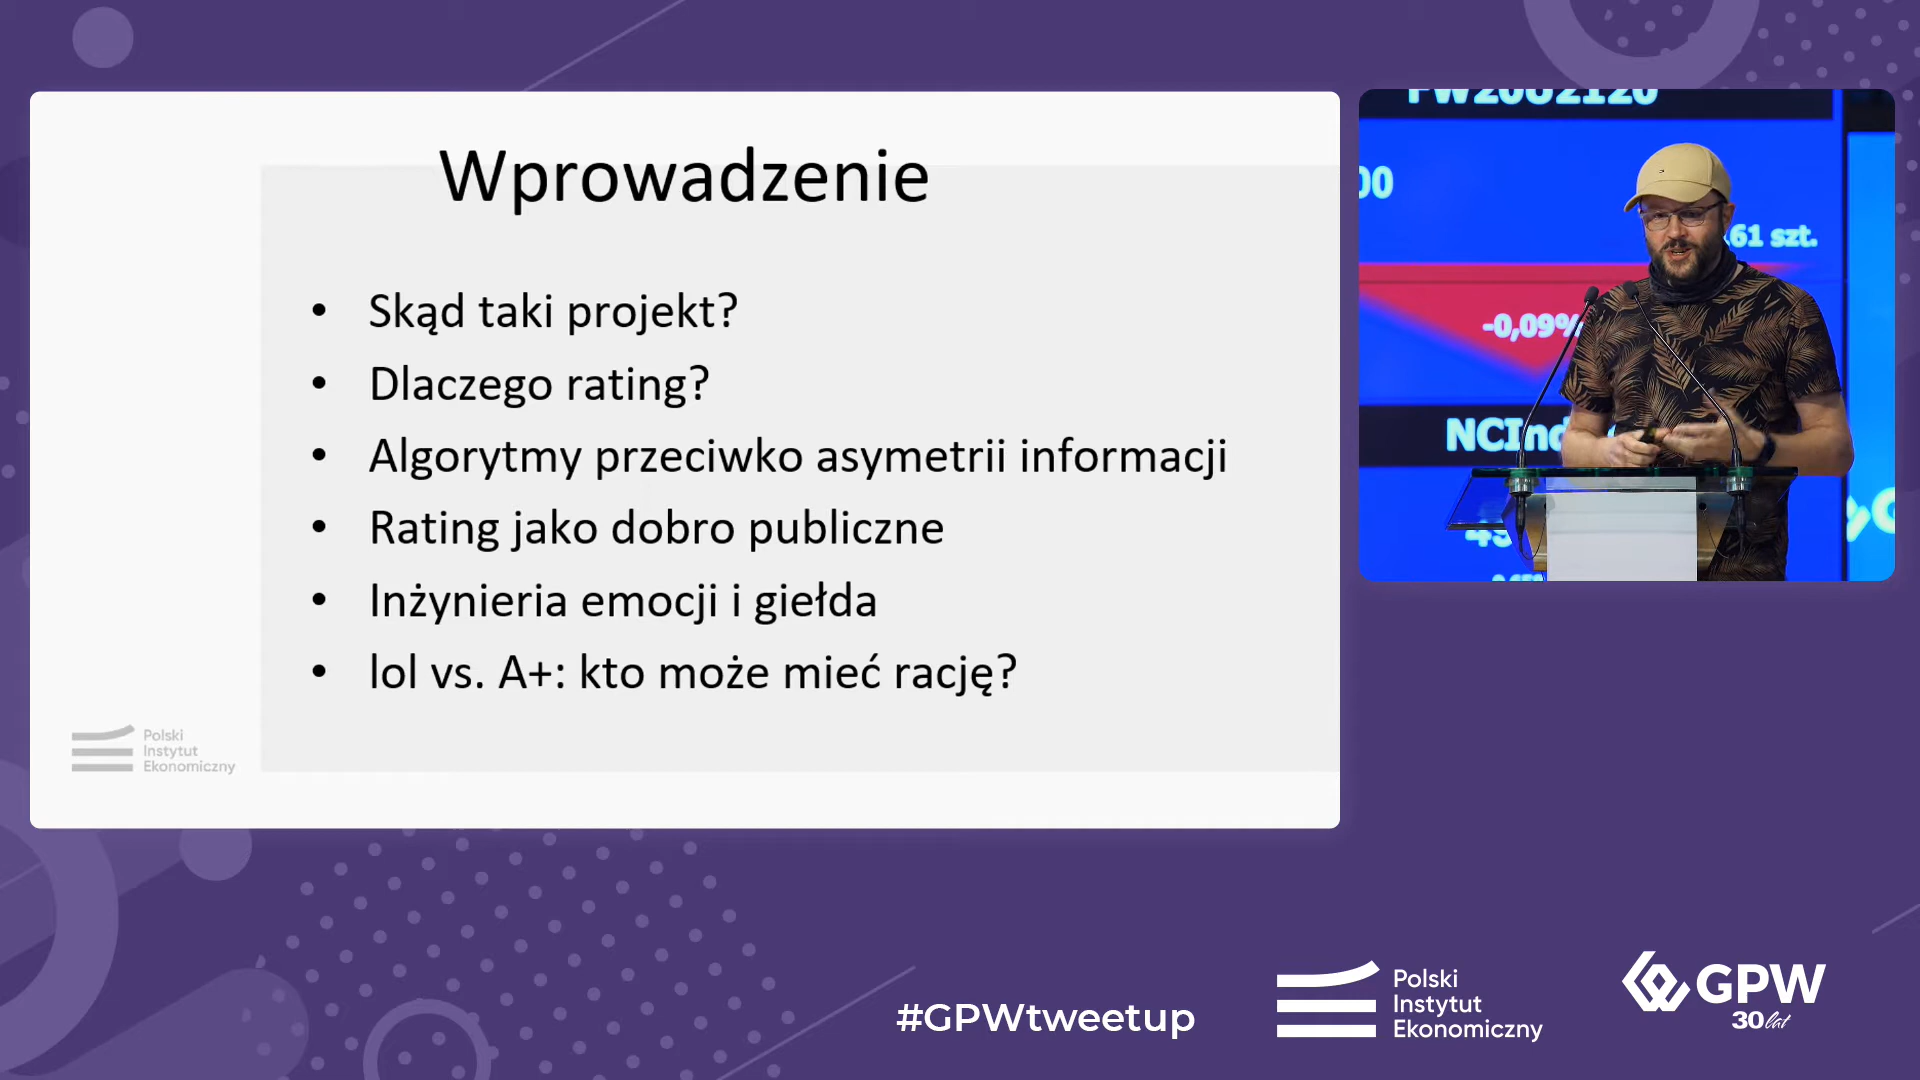 Wprowadzenie
• Skąd taki projekt?
• Dlaczego rating?
• Algorytmy przeciwko asymetrii informacji
• Rating jako dobro publiczne
• Inżynieria emocji i giełda
• lol vs. A+: kto może mieć rację?
Polski
Instytut
Ekonomiczny
61 szt.
-0,09%
#GPWtweetup
Polski
Instytut
Ekonomiczny
GPW
30 lat